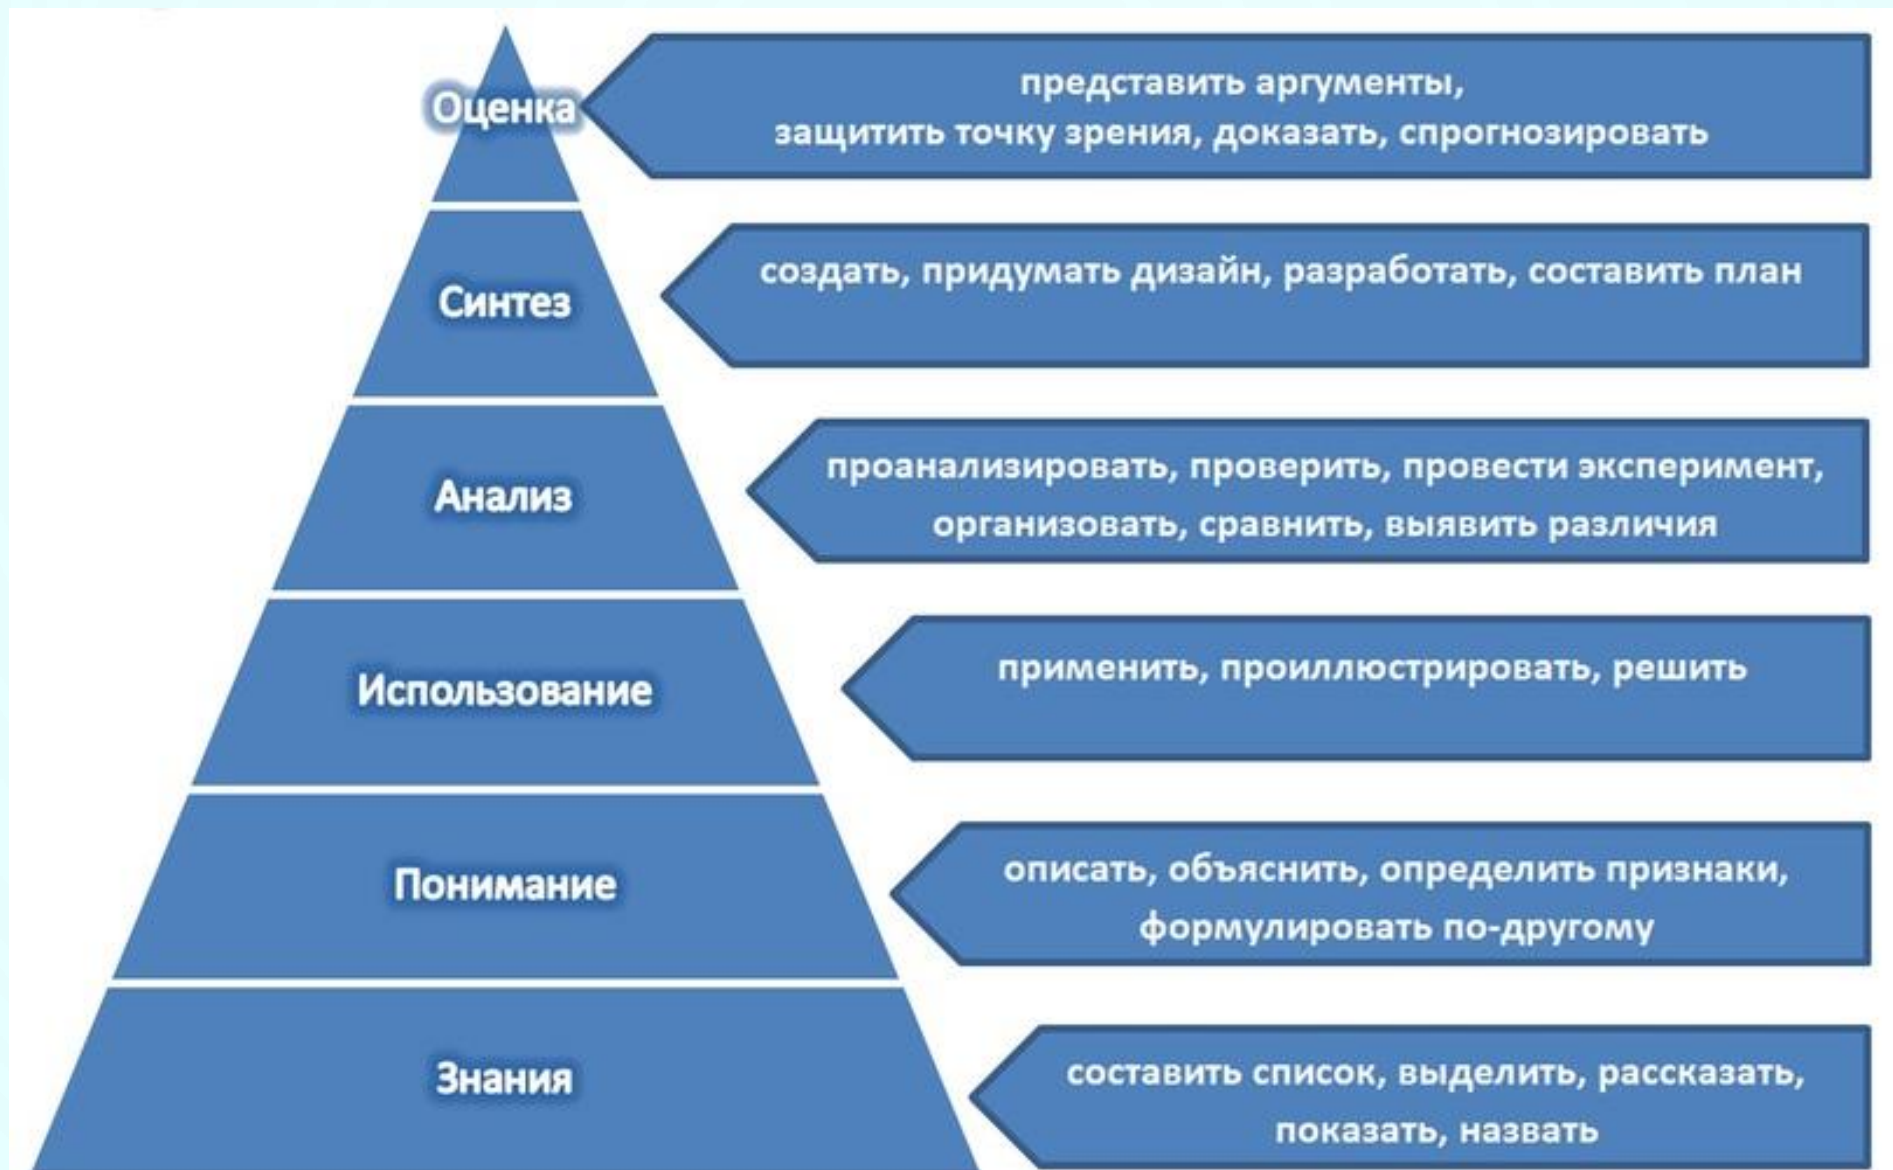 Оценка
представить аргументы,
защитить точку зрения, доказать, спрогнозировать
Синтез
создать, придумать дизайн, разработать, составить план
Анализ
проанализировать, проверить, провести эксперимент,
организовать, сравнить, выявить различия
Использование
применить, проиллюстрировать, решить
Понимание
описать, объяснить, определить признаки,
формулировать по-другому
Знания
составить список, выделить, рассказать,
показать, назвать